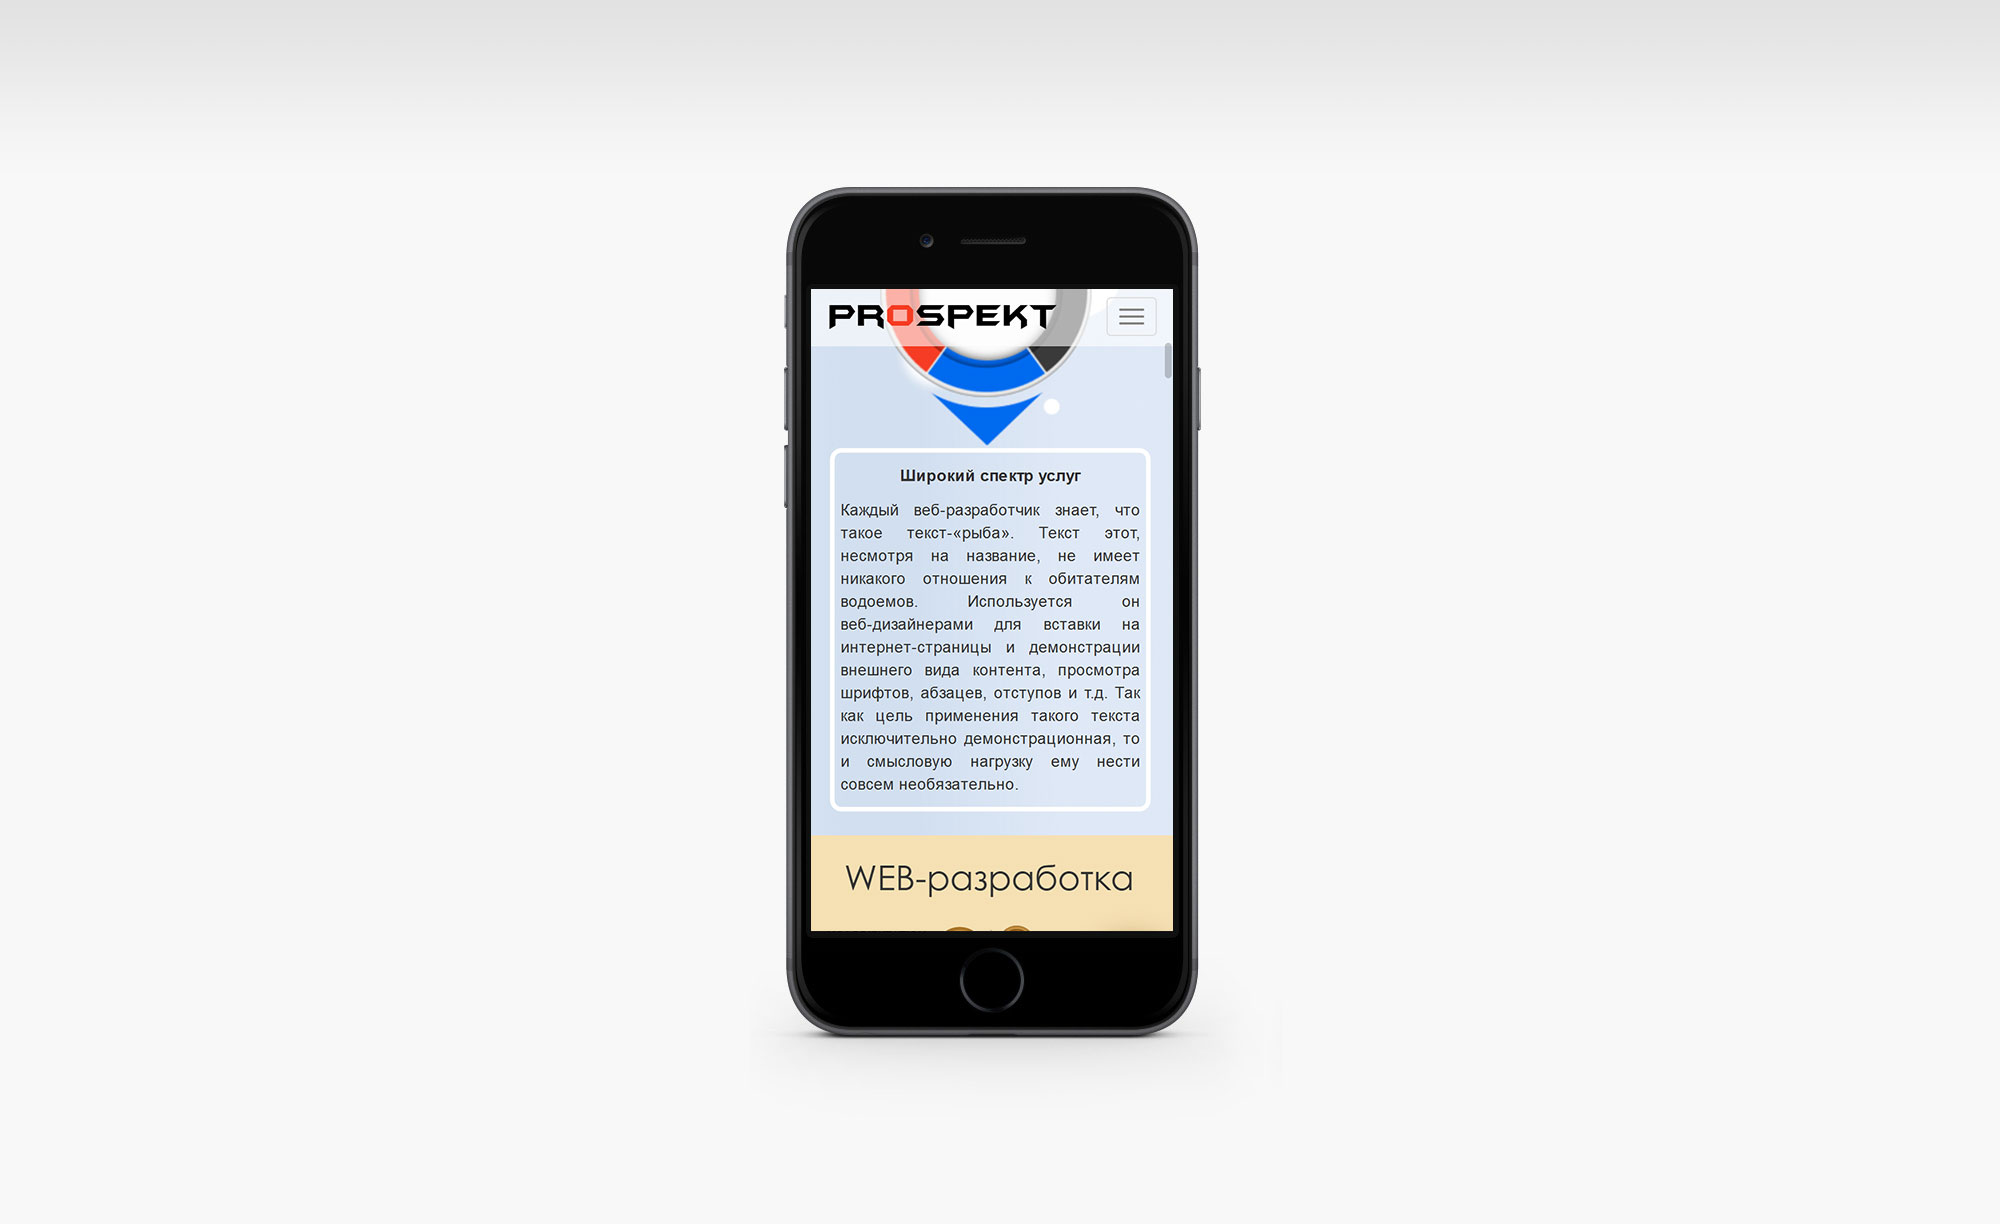 PROSPEKT
Широкий спектр услуг
Каждый веб-разработчик знает, что
такое текст-«рыба». Текст этот,
несмотря на название, не имеет
никакого отношения к обитателям
водоемов. Используется он
веб-дизайнерами для вставки на
интернет-страницы и демонстрации
внешнего вида контента, просмотра
шрифтов, абзацев, отступов и т.д. Так
как цель применения такого текста
исключительно демонстрационная, то
и смысловую нагрузку ему нести
совсем необязательно.
WEB-разработка